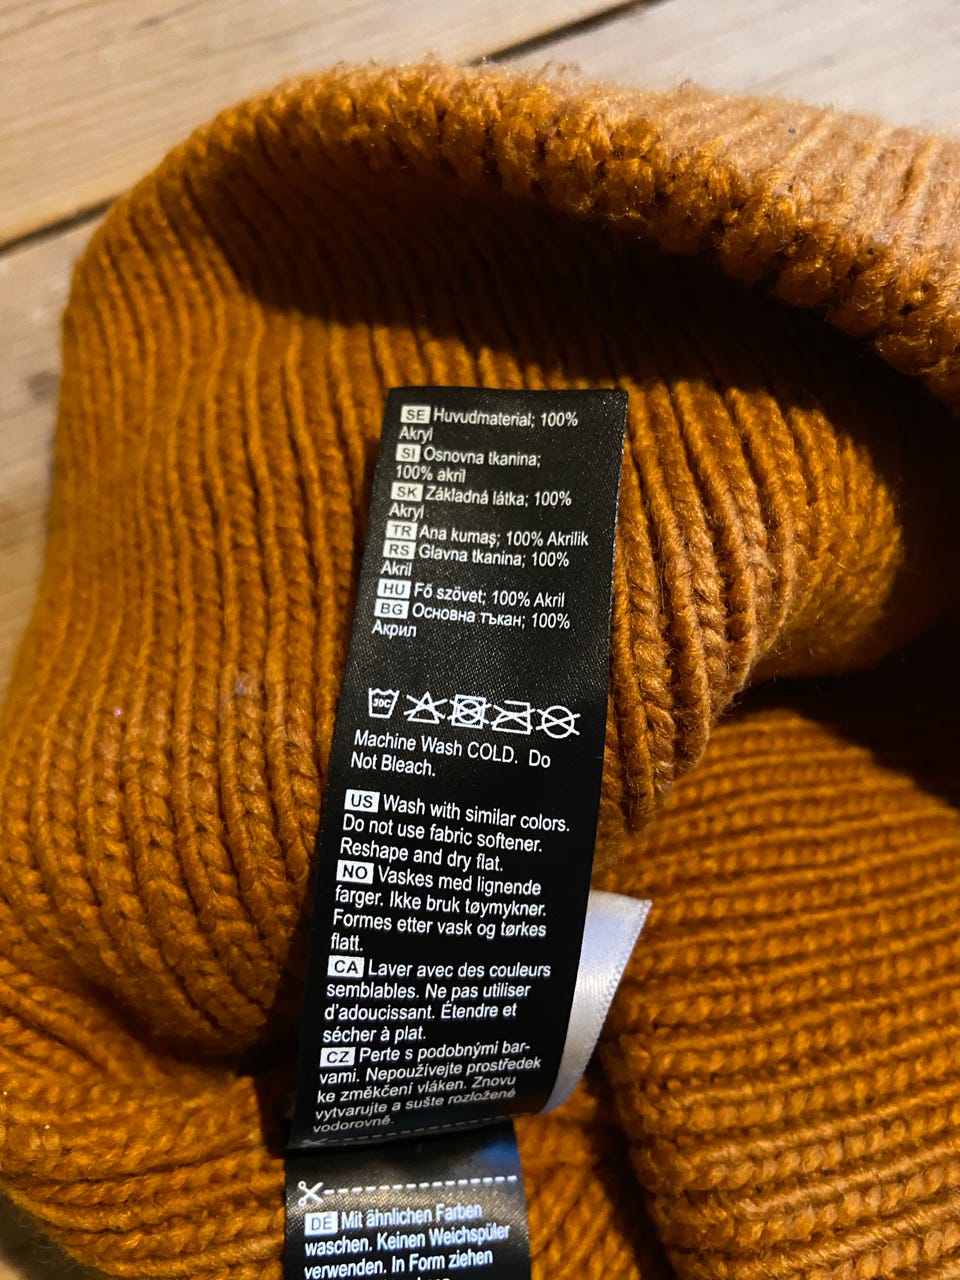 SE Huvudmaterial; 100%
Akryl
SI Osnovna tkanina;
100% akril
SK Základná látka; 100%
Akryl
TR Ana kumaş; 100% Akrilik
RS Glavna tkanina; 100%
Akril
HU Fő szövet; 100% Akril
BG Основна тъкан; 100%
Акрил
30C
Machine Wash COLD. Do
Not Bleach.
US Wash with similar colors.
Do not use fabric softener.
Reshape and dry flat.
NO Vaskes med lignende
farger. Ikke bruk tøymykner.
Formes etter vask og tørkes
flatt.
CA Laver avec des couleurs
semblables. Ne pas utiliser
d'adoucissant. Étendre et
sécher à plat.
CZ Perte s podobnými bar-
vami. Nepoužívejte prostředek
ke změkčení vláken. Znovu
vytvarujte a sušte rozložené
vodorovně.
DE Mit ähnlichen Farben
waschen. Keinen Weichspüler
verwenden. In Form ziehen